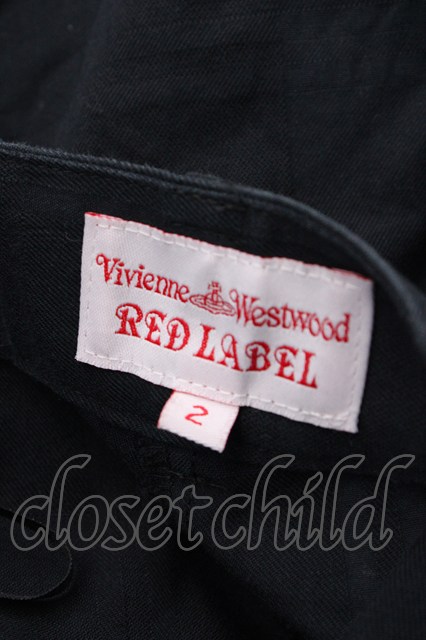 Vivienne Westwood
RED LABEL
2
closetchild